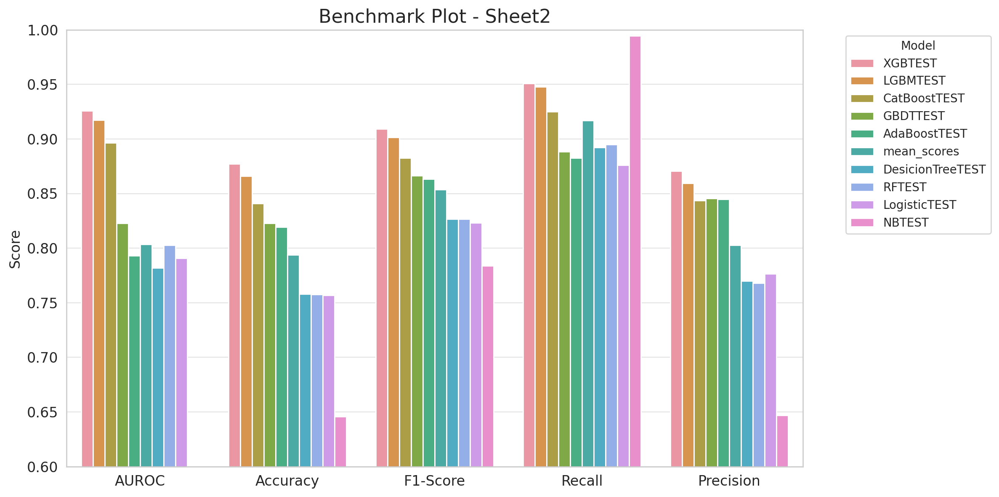 Benchmark Plot - Sheet2
1.00
0.95
0.90
0.85
0.80
0.75
0.70
0.65
0.60
Score
AUROC
Accuracy
F1-Score
Recall
Precision
Model
XGBTEST
LGBMTEST
CatBoostTEST
GBDTTEST
AdaBoostTEST
mean_scores
DesicionTreeTEST
RFTEST
LogisticTEST
NBTEST